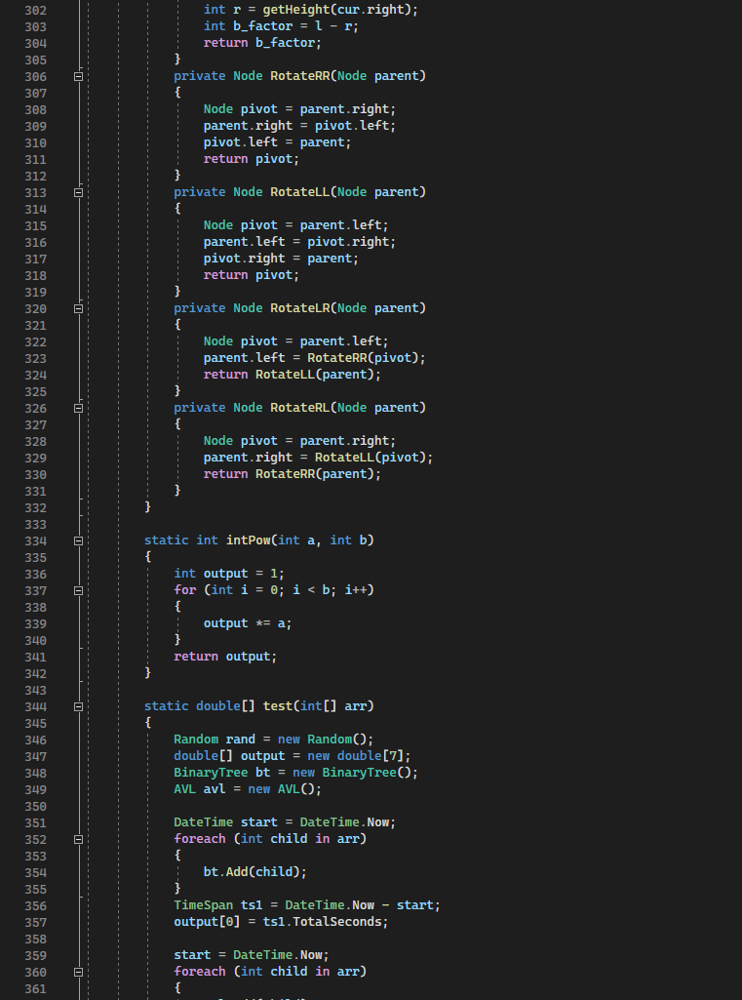 302 int r = getHeight(cur.right);
303 int b_factor = l - r;
304 return b_factor;
305 }
306 private Node RotateRR(Node parent)
307 {
308 Node pivot = parent.right;
309 parent.right = pivot.left;
310 pivot.left = parent;
311 return pivot;
312 }
313 private Node RotateLL(Node parent)
314 {
315 Node pivot = parent.left;
316 parent.left = pivot.right;
317 pivot.right = parent;
318 return pivot;
319 }
320 private Node RotateLR(Node parent)
321 {
322 Node pivot = parent.left;
323 parent.left = RotateRR(pivot);
324 return RotateLL(parent);
325 }
326 private Node RotateRL(Node parent)
327 {
328 Node pivot = parent.right;
329 parent.right = RotateLL(pivot);
330 return RotateRR(parent);
331 }
332 }
333
334 static int intPow(int a, int b)
335 {
336 int output = 1;
337 for (int i = 0; i < b; i++)
338 {
339 output *= a;
340 }
341 return output;
342 }
343
344 static double[] test(int[] arr)
345 {
346 Random rand = new Random();
347 double[] output = new double[7];
348 BinaryTree bt = new BinaryTree();
349 AVL avl = new AVL();
350
351 DateTime start = DateTime.Now;
352 foreach (int child in arr)
353 {
354 bt.Add(child);
355 }
356 TimeSpan ts1 = DateTime.Now - start;
357 output[0] = ts1.TotalSeconds;
358
359 start = DateTime.Now;
360 foreach (int child in arr)
361 {